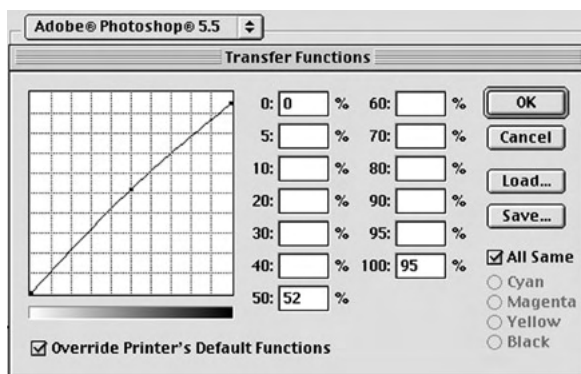 Adobe® Photoshop® 5.5
Transfer Functions
0: 0 % 60: % OK
5: % 70: % Cancel
10: % 80: %
20: % 90: % Load...
30: % 95: % Save...
40: % 100: 95 % All Same
50: 52 % Cyan
Magenta
Yellow
Black
Override Printer's Default Functions